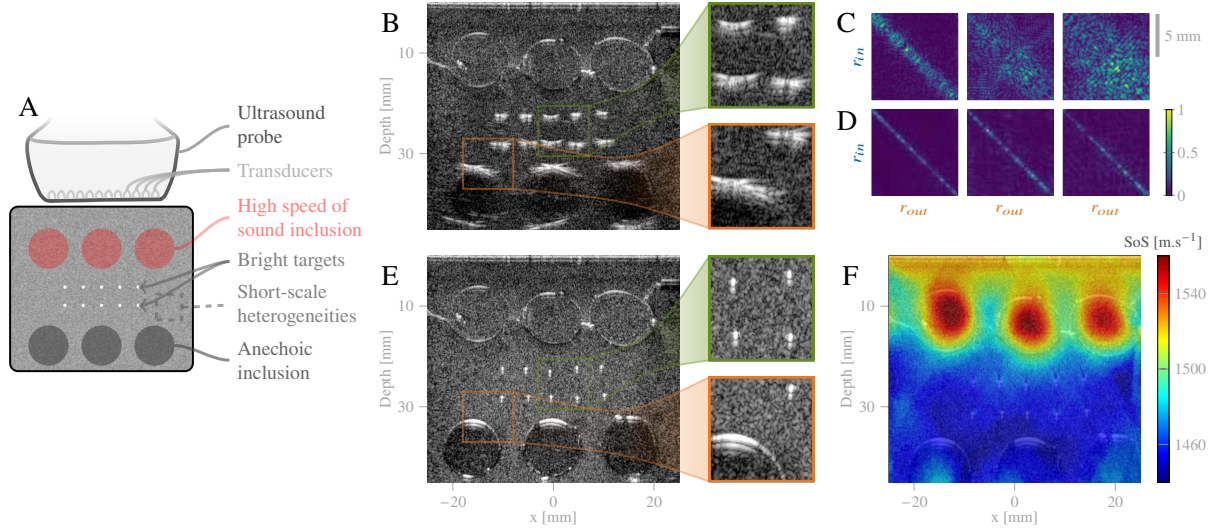 A
Ultrasound
probe
Transducers
High speed of
sound inclusion
Bright targets
Short-scale
heterogeneities
Anechoic
inclusion
B
Depth [mm]
10
30
C
r_in
5 mm
D
r_in
1
0.5
0
r_out
r_out
r_out
E
Depth [mm]
10
30
−20
0
20
x [mm]
SoS [m.s⁻¹]
F
Depth [mm]
10
30
−20
0
20
x [mm]
1540
1500
1460